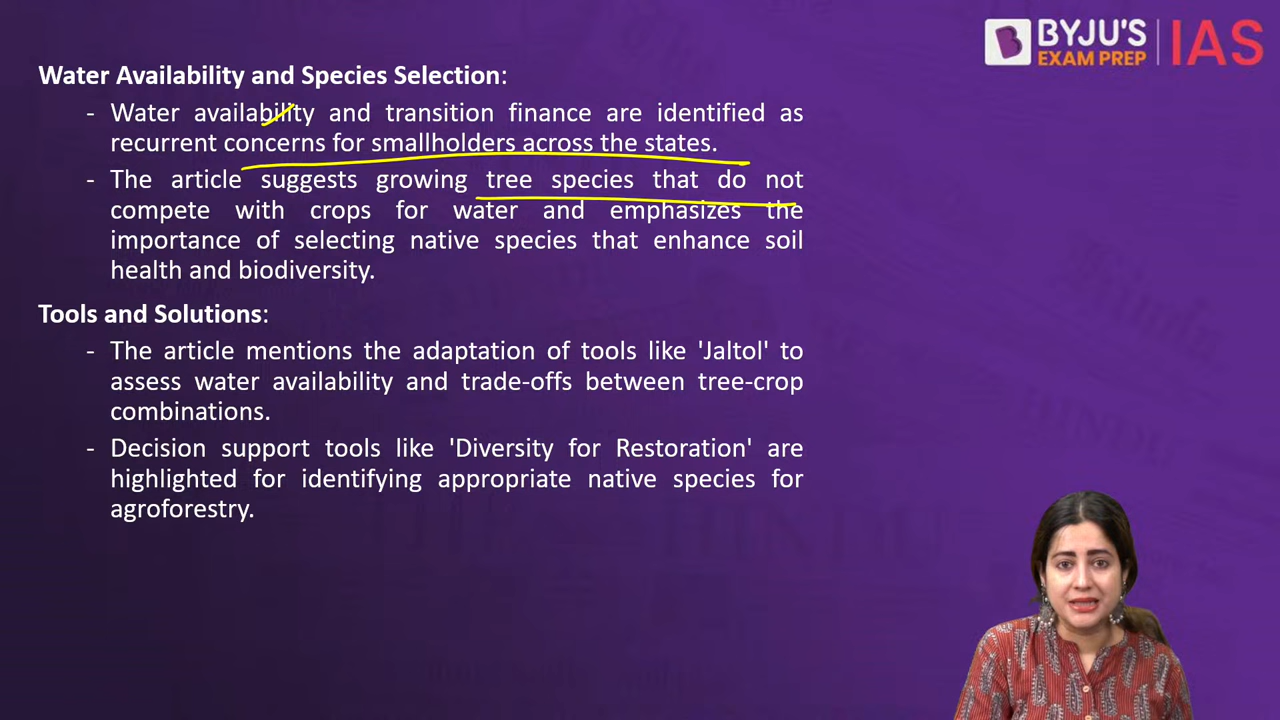 BYJU'S
EXAM PREP
IAS
Water Availability and Species Selection:
- Water availability and transition finance are identified as
recurrent concerns for smallholders across the states.
- The article suggests growing tree species that do not
compete with crops for water and emphasizes the
importance of selecting native species that enhance soil
health and biodiversity.
Tools and Solutions:
- The article mentions the adaptation of tools like 'Jaltol' to
assess water availability and trade-offs between tree-crop
combinations.
- Decision support tools like 'Diversity for Restoration' are
highlighted for identifying appropriate native species for
agroforestry.